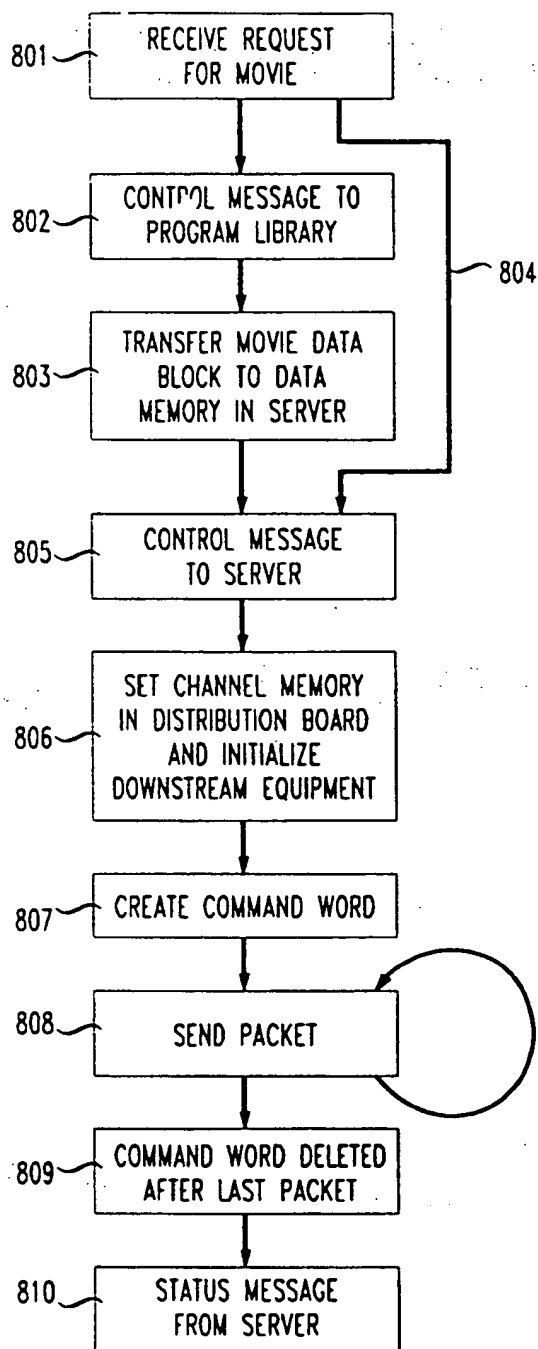 801
RECEIVE REQUEST
FOR MOVIE
802
CONTROL MESSAGE TO
PROGRAM LIBRARY
804
803
TRANSFER MOVIE DATA
BLOCK TO DATA
MEMORY IN SERVER
805
CONTROL MESSAGE
TO SERVER
806
SET CHANNEL MEMORY
IN DISTRIBUTION BOARD
AND INITIALIZE
DOWNSTREAM EQUIPMENT
807
CREATE COMMAND WORD
808
SEND PACKET
809
COMMAND WORD DELETED
AFTER LAST PACKET
810
STATUS MESSAGE
FROM SERVER